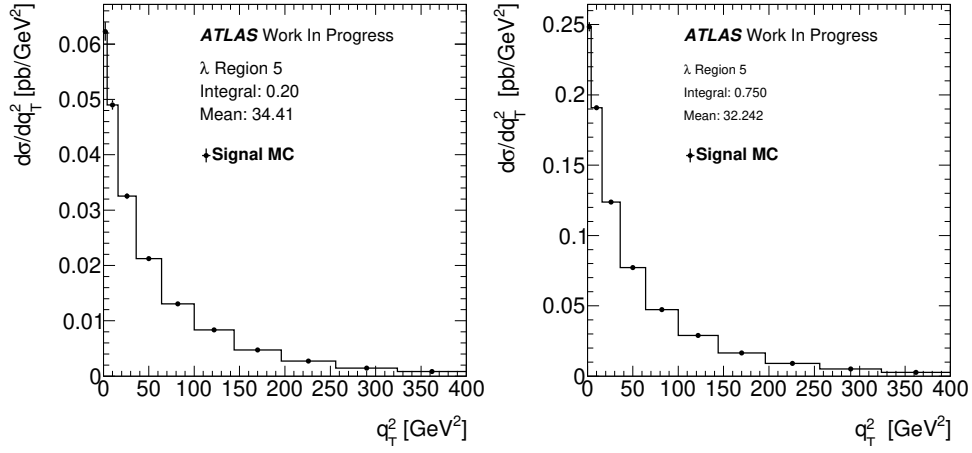 dσ/dq²_T [pb/GeV²]
0.06
0.05
0.04
0.03
0.02
0.01
0
ATLAS Work In Progress
λ Region 5
Integral: 0.20
Mean: 34.41
Signal MC
0 50 100 150 200 250 300 350 400
q²_T [GeV²]
dσ/dq²_T [pb/GeV²]
0.25
0.2
0.15
0.1
0.05
0
ATLAS Work In Progress
λ Region 5
Integral: 0.750
Mean: 32.242
Signal MC
0 50 100 150 200 250 300 350 400
q²_T [GeV²]